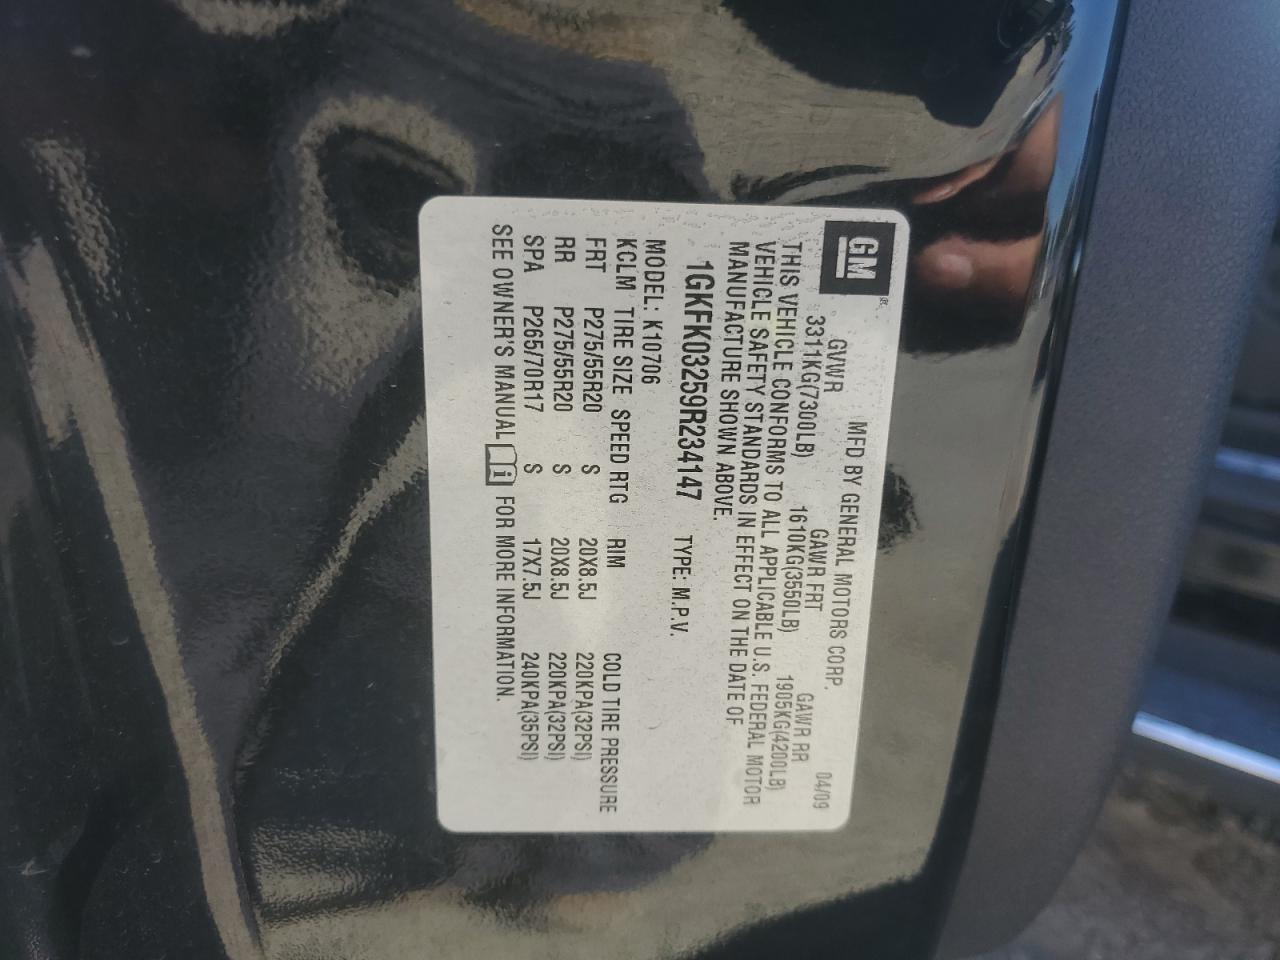 GM
MFD BY GENERAL MOTORS CORP. 04/09
GVWR GAWR FRT GAWR RR
3311KG(7300LB) 1610KG(3550LB) 1905KG(4200LB)
THIS VEHICLE CONFORMS TO ALL APPLICABLE U.S. FEDERAL MOTOR
VEHICLE SAFETY STANDARDS IN EFFECT ON THE DATE OF
MANUFACTURE SHOWN ABOVE.
1GKFK03259R234147 TYPE: M.P.V.
MODEL: K10706
KCLM TIRE SIZE SPEED RTG RIM COLD TIRE PRESSURE
FRT P275/55R20 S 20X8.5J 220KPA(32PSI)
RR P275/55R20 S 20X8.5J 220KPA(32PSI)
SPA P265/70R17 S 17X7.5J 240KPA(35PSI)
SEE OWNER'S MANUAL FOR MORE INFORMATION.